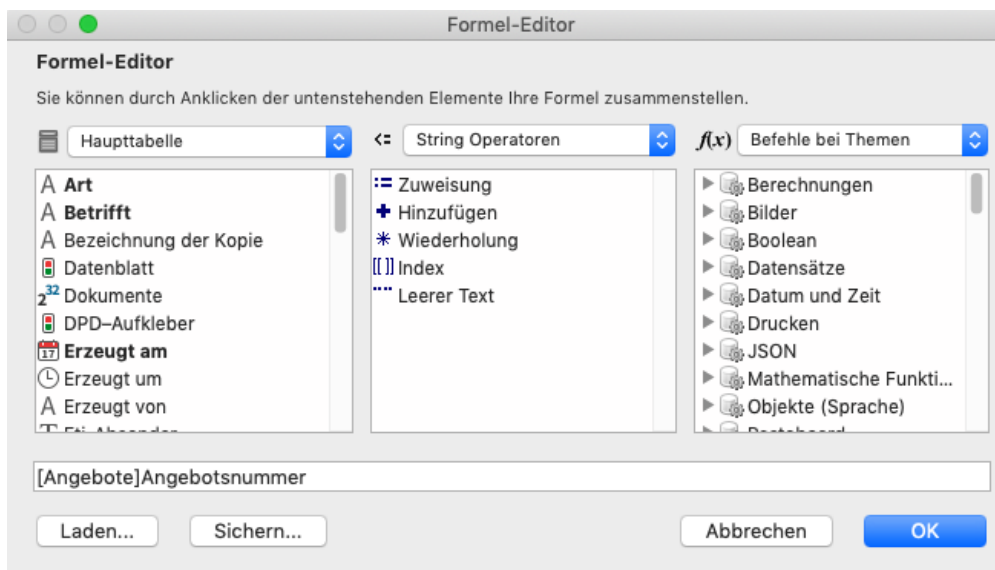 Formel-Editor
Formel-Editor
Sie können durch Anklicken der untenstehenden Elemente Ihre Formel zusammenstellen.
Haupttabelle
<= String Operatoren
f(x) Befehle bei Themen
A Art
A Betrifft
A Bezeichnung der Kopie
Datenblatt
2^32 Dokumente
DPD–Aufkleber
17 Erzeugt am
Erzeugt um
A Erzeugt von
:= Zuweisung
Hinzufügen
Wiederholung
[[ ]] Index
"" Leerer Text
Berechnungen
Bilder
Boolean
Datensätze
Datum und Zeit
Drucken
JSON
Mathematische Funkti...
Objekte (Sprache)
[Angebote]Angebotsnummer
Laden...
Sichern...
Abbrechen
OK